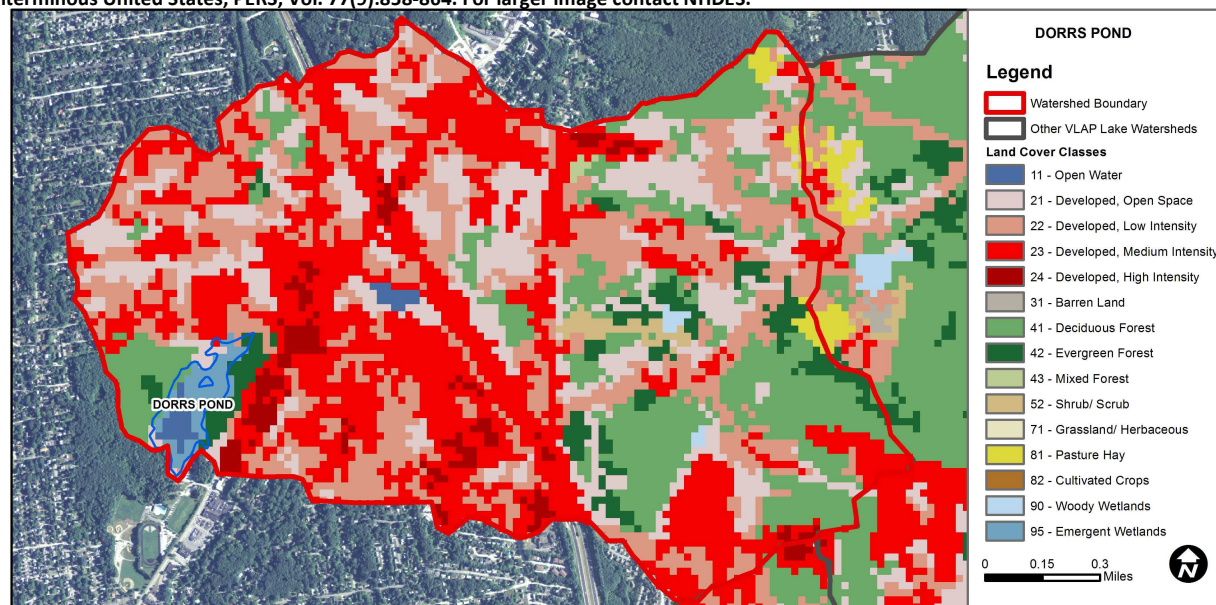 nterminous United States, PERS, Vol. 77(9):858-864. For larger image contact NHDES.
DORRS POND
Legend
Watershed Boundary
Other VLAP Lake Watersheds
Land Cover Classes
11 - Open Water
21 - Developed, Open Space
22 - Developed, Low Intensity
23 - Developed, Medium Intensity
24 - Developed, High Intensity
31 - Barren Land
41 - Deciduous Forest
42 - Evergreen Forest
43 - Mixed Forest
52 - Shrub/ Scrub
71 - Grassland/ Herbaceous
81 - Pasture Hay
82 - Cultivated Crops
90 - Woody Wetlands
95 - Emergent Wetlands
0 0.15 0.3
Miles
N
DORRS POND